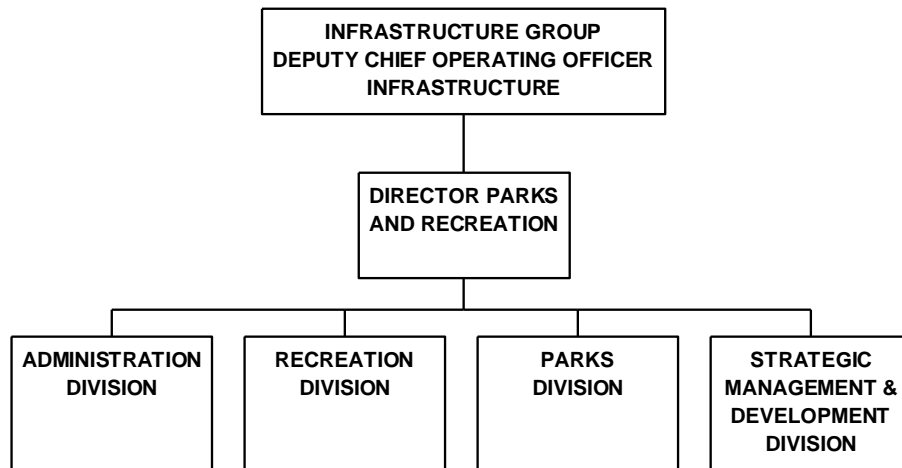 INFRASTRUCTURE GROUP
DEPUTY CHIEF OPERATING OFFICER
INFRASTRUCTURE
DIRECTOR PARKS
AND RECREATION
ADMINISTRATION
DIVISION
RECREATION
DIVISION
PARKS
DIVISION
STRATEGIC
MANAGEMENT &
DEVELOPMENT
DIVISION